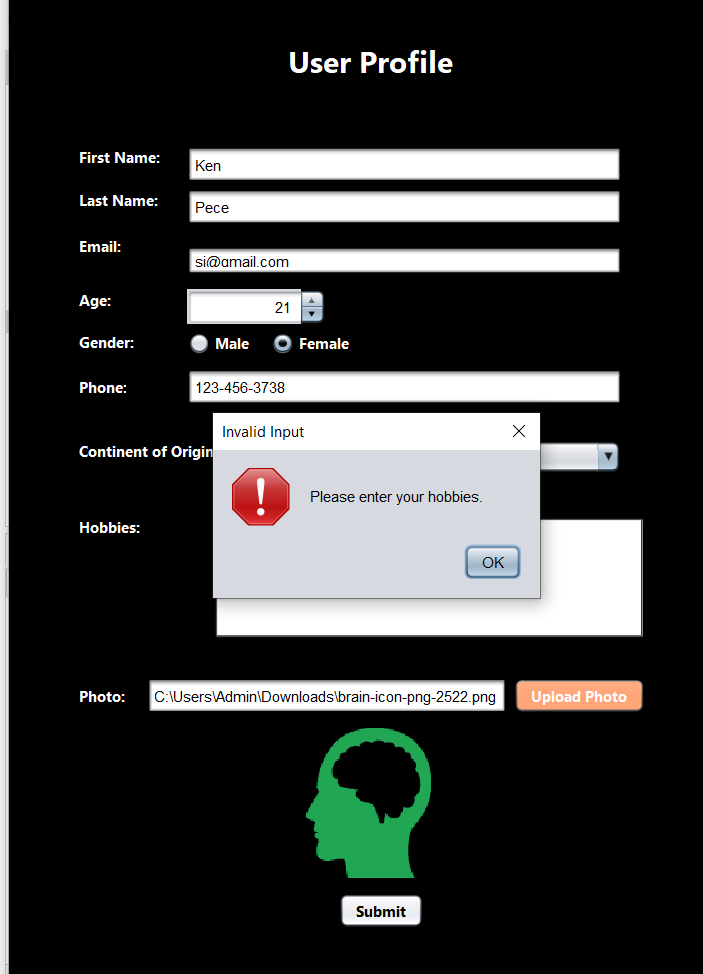 User Profile
First Name:
Ken
Last Name:
Pece
Email:
si@gmail.com
Age:
21
Gender:
Male
Female
Phone:
123-456-3738
Continent of Origin
Invalid Input
Please enter your hobbies.
OK
Hobbies:
Photo:
C:\Users\Admin\Downloads\brain-icon-png-2522.png
Upload Photo
Submit